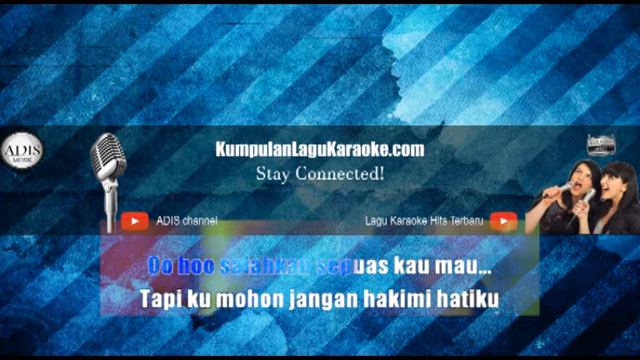 KumpulanLaguKaraoke.com
Stay Connected!
ADIS
MUSIK
ADIS channel
Lagu Karaoke Hits Terbaru
Oo hoo salahkan sepuas kau mau...
Tapi ku mohon jangan hakimi hatiku